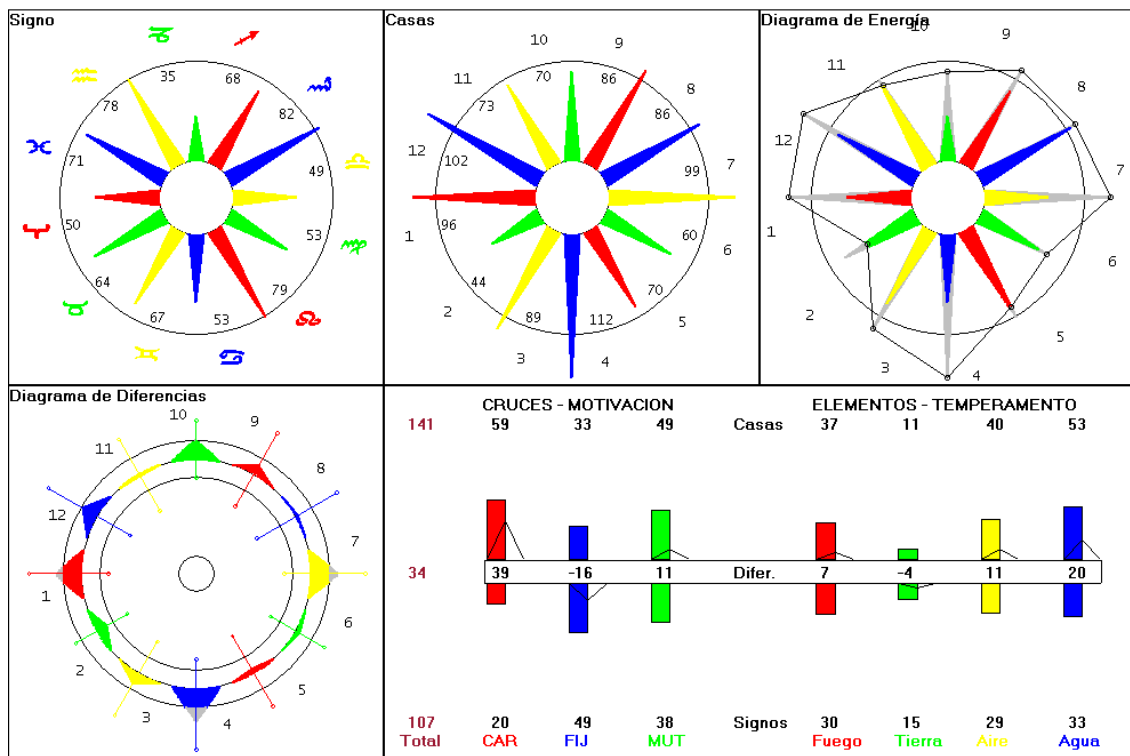 Signo
35 68
78 82
71 49
50 53
64 79
67 53
Casas
10 9
11 70 86 8
73 86
12 102 99 7
1 96 60 6
2 44 70 5
89 112
3 4
Diagrama de Energía
10 9
11 8
12 7
1 6
2 5
3 4
Diagrama de Diferencias
10 9
11 8
12 7
1 6
2 5
3 4
CRUCES - MOTIVACION ELEMENTOS - TEMPERAMENTO
141 59 33 49 Casas 37 11 40 53
34 39 -16 11 Difer. 7 -4 11 20
107 20 49 38 Signos 30 15 29 33
Total CAR FIJ MUT Fuego Tierra Aire Agua